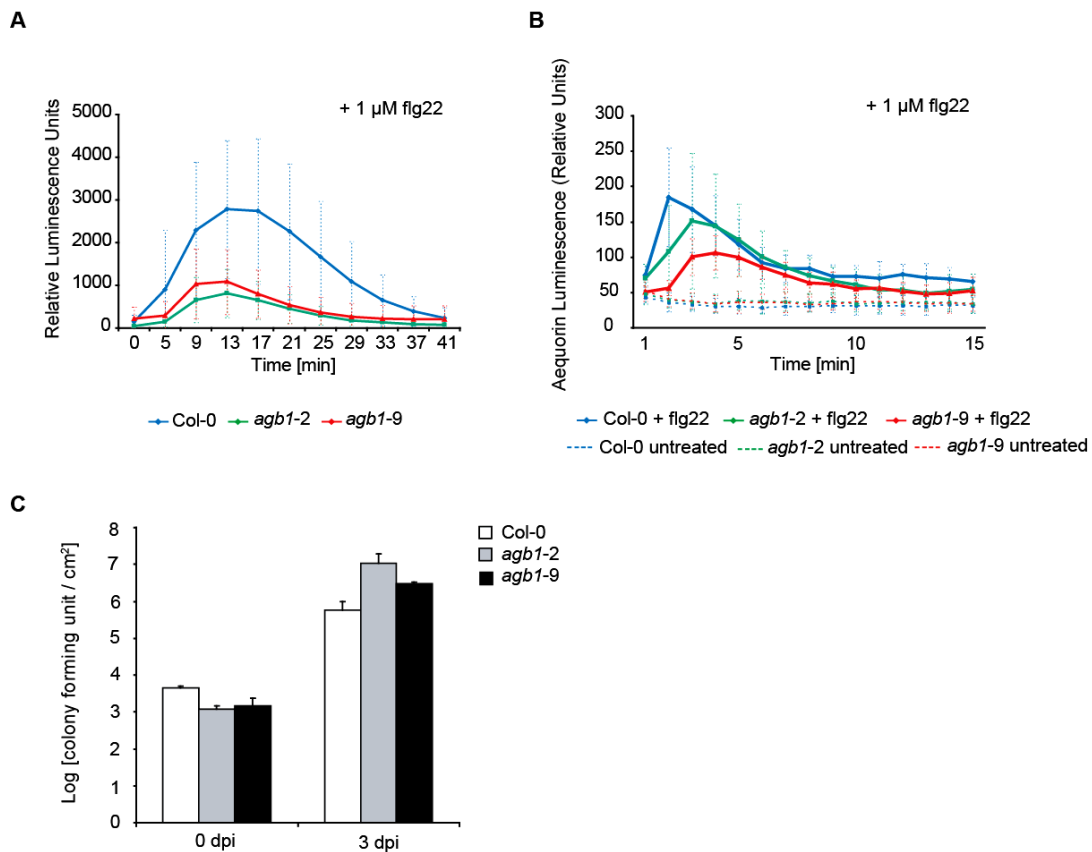 A
+ 1 µM flg22
Relative Luminescence Units
5000
4000
3000
2000
1000
0
0 5 9 13 17 21 25 29 33 37 41
Time [min]
Col-0 agb1-2 agb1-9
B
+ 1 µM flg22
Aequorin Luminescence (Relative Units)
300
250
200
150
100
50
0
1 5 10 15
Time [min]
Col-0 + flg22 agb1-2 + flg22 agb1-9 + flg22
Col-0 untreated agb1-2 untreated agb1-9 untreated
C
Log [colony forming unit / cm²]
8
7
6
5
4
3
2
1
0
0 dpi 3 dpi
Col-0
agb1-2
agb1-9